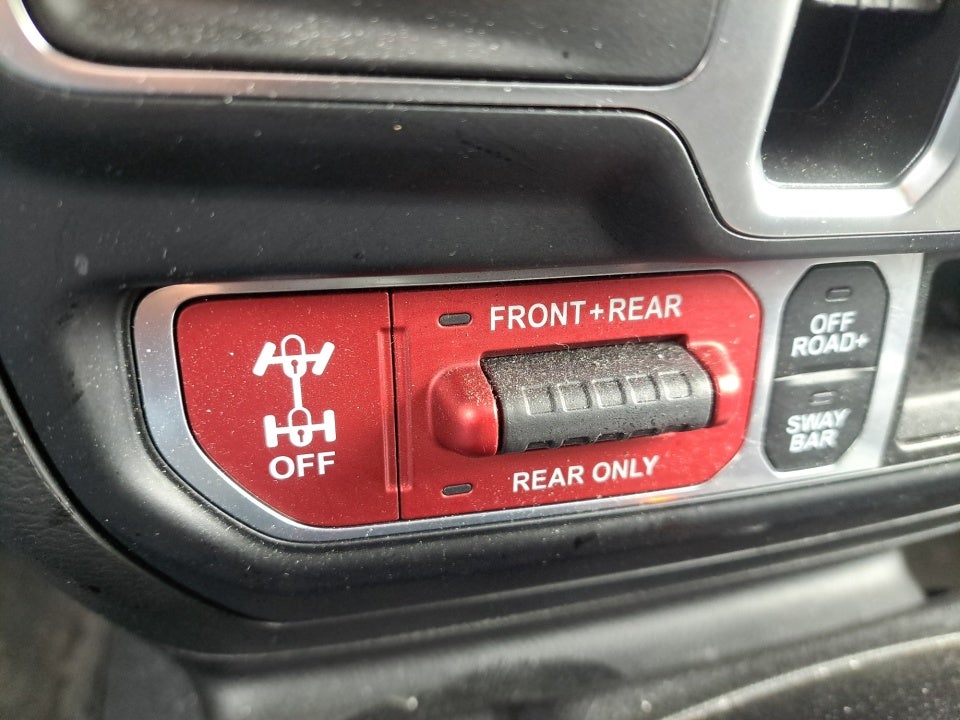 FRONT+REAR
OFF
REAR ONLY
OFF
ROAD+
SWAY
BAR